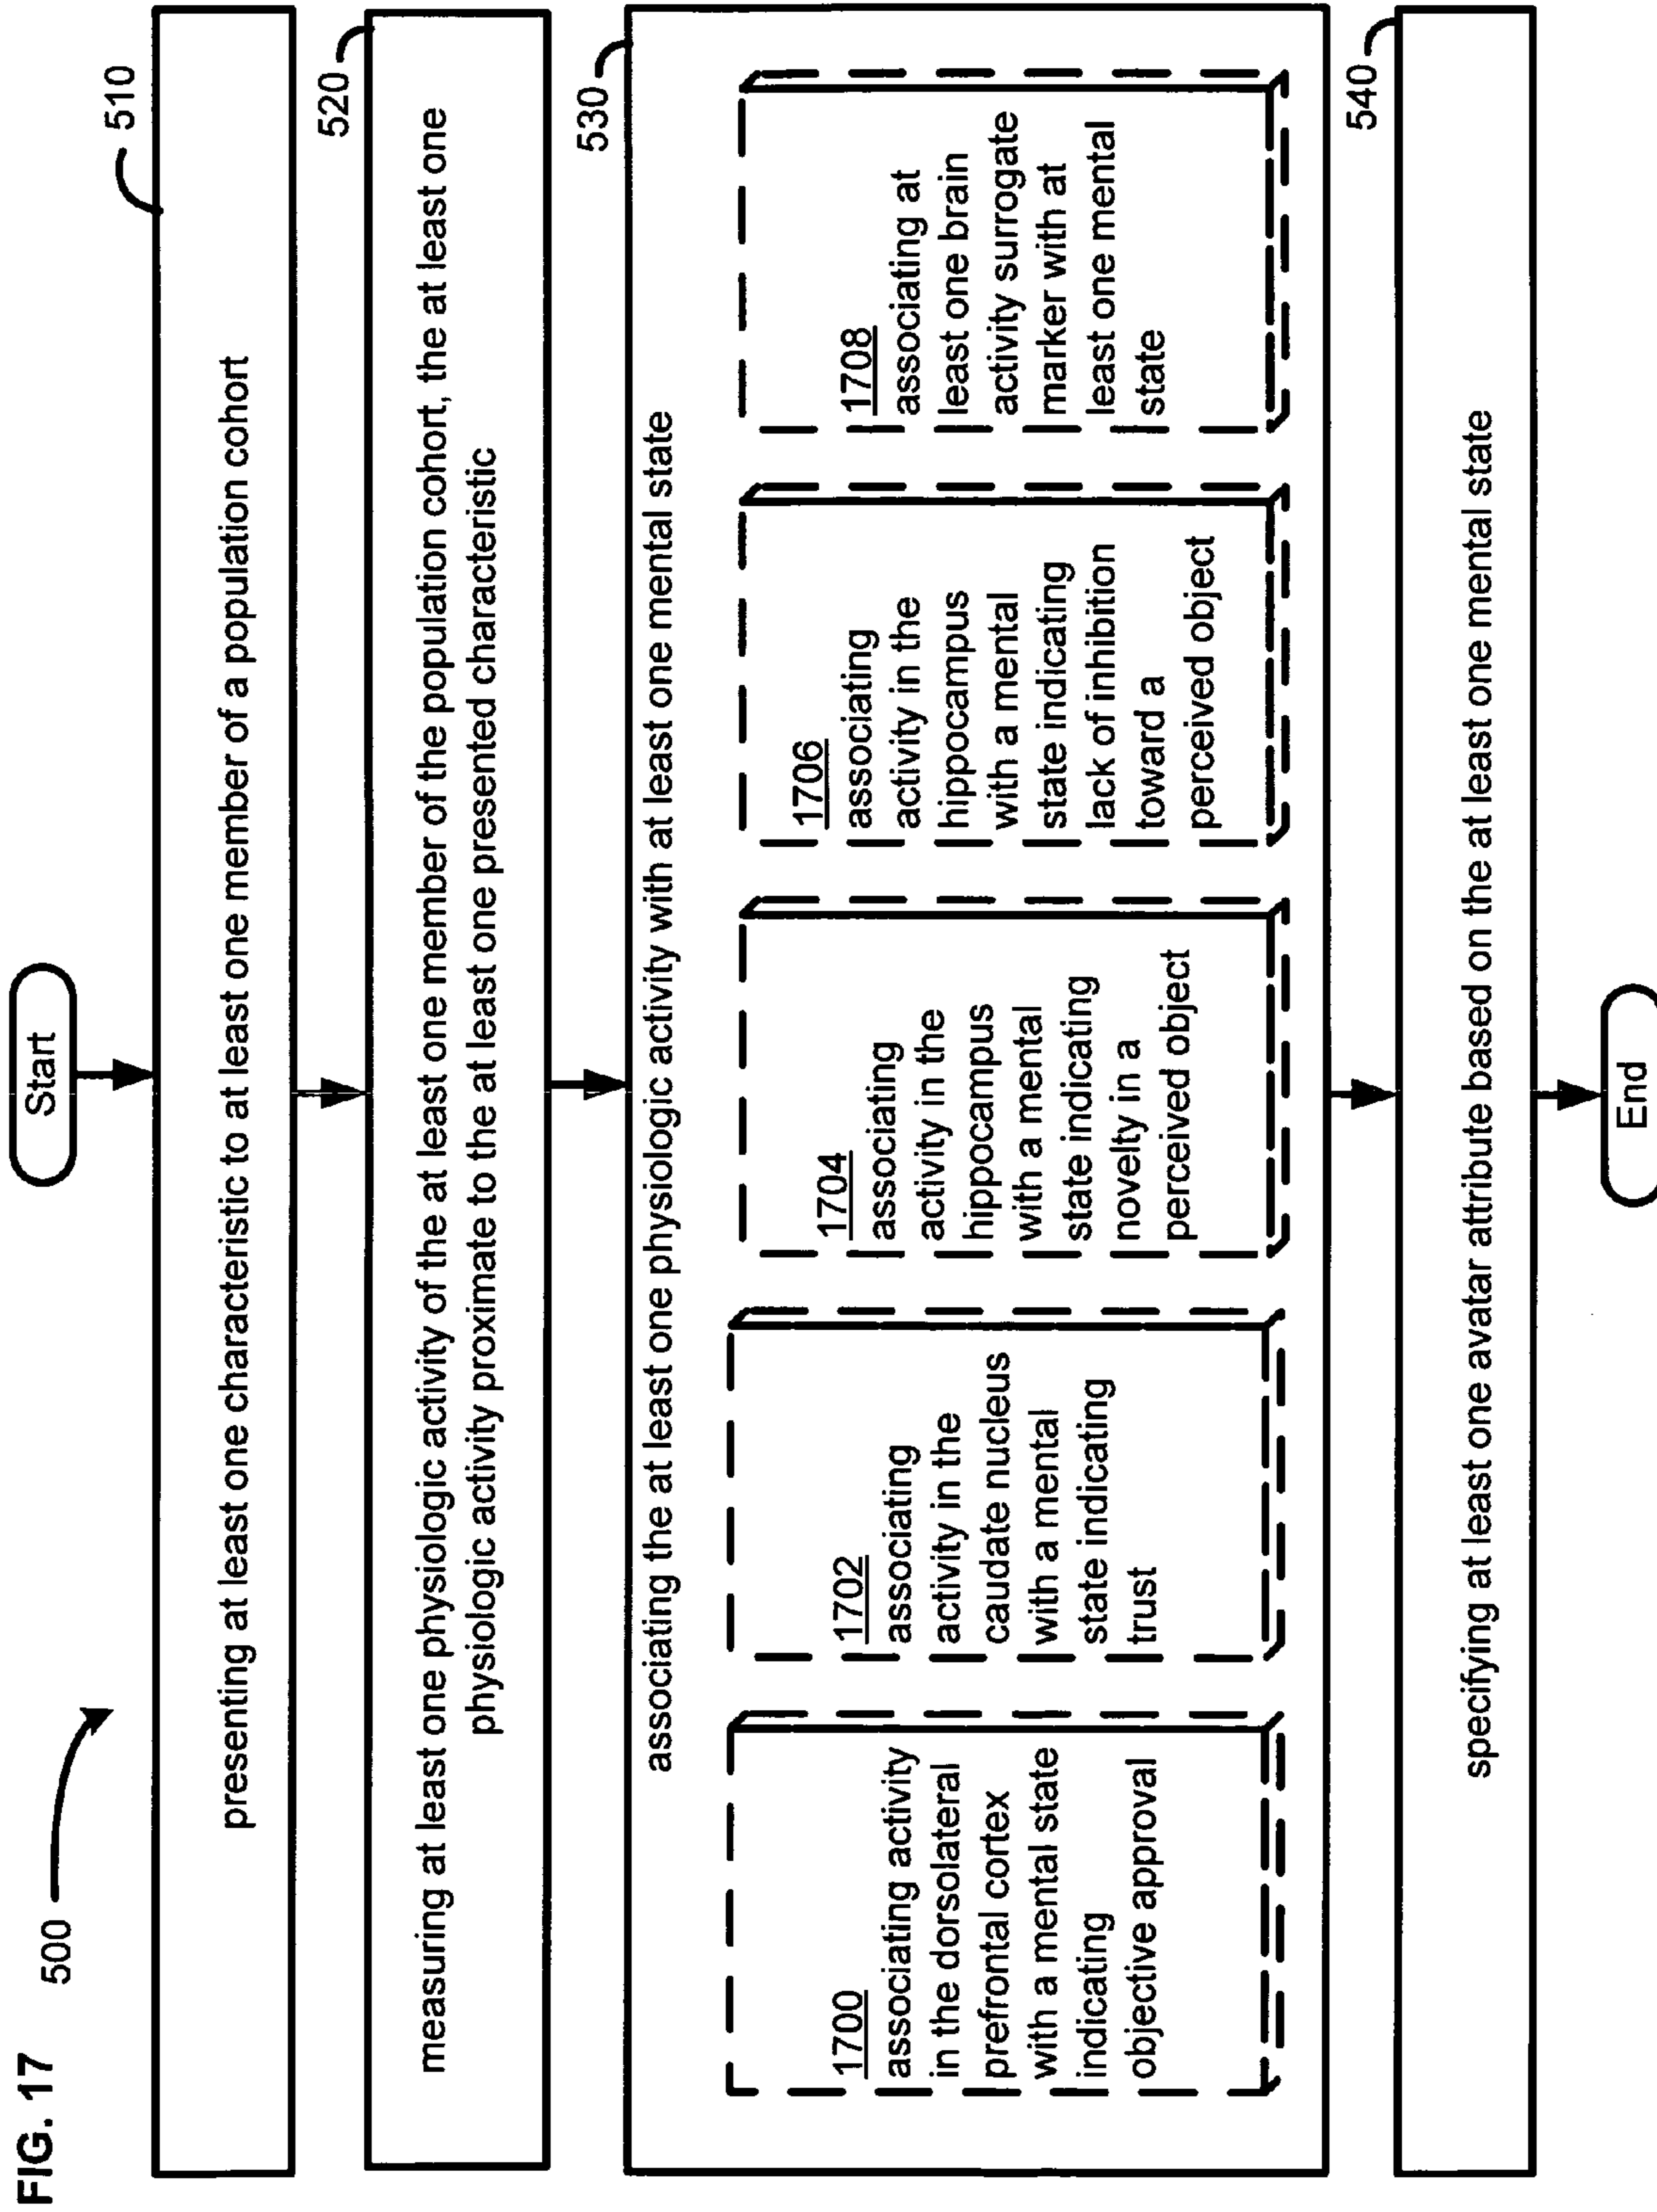 FIG. 17
500
Start
510
presenting at least one characteristic to at least one member of a population cohort
520
measuring at least one physiologic activity of the at least one member of the population cohort, the at least one
physiologic activity proximate to the at least one presented characteristic
530
associating the at least one physiologic activity with at least one mental state
1700
associating activity
in the dorsolateral
prefrontal cortex
with a mental state
indicating
objective approval
1702
associating
activity in the
caudate nucleus
with a mental
state indicating
trust
1704
associating
activity in the
hippocampus
with a mental
state indicating
novelty in a
perceived object
1706
associating
activity in the
hippocampus
with a mental
state indicating
lack of inhibition
toward a
perceived object
1708
associating at
least one brain
activity surrogate
marker with at
least one mental
state
540
specifying at least one avatar attribute based on the at least one mental state
End